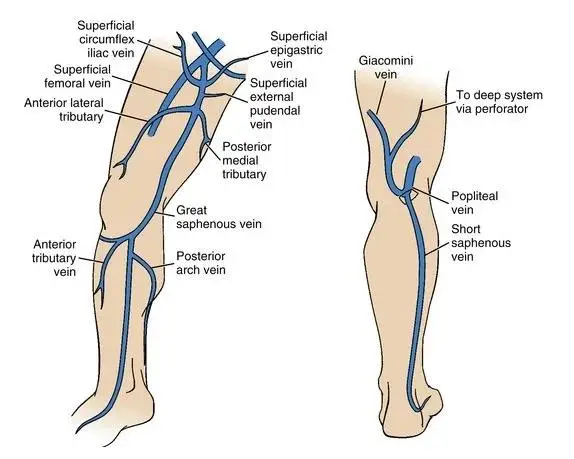 Superficial
circumflex
iliac vein
Superficial
epigastric
vein
Superficial
femoral vein
Superficial
external
pudendal
vein
Anterior lateral
tributary
Posterior
medial
tributary
Great
saphenous vein
Anterior
tributary
vein
Posterior
arch vein
Giacomini
vein
To deep system
via perforator
Popliteal
vein
Short
saphenous
vein